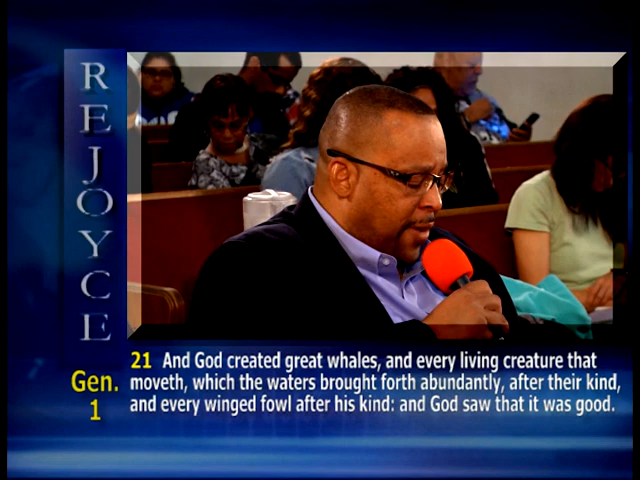 REJOYCE
21 And God created great whales, and every living creature that
Gen. moveth, which the waters brought forth abundantly, after their kind,
1 and every winged fowl after his kind: and God saw that it was good.